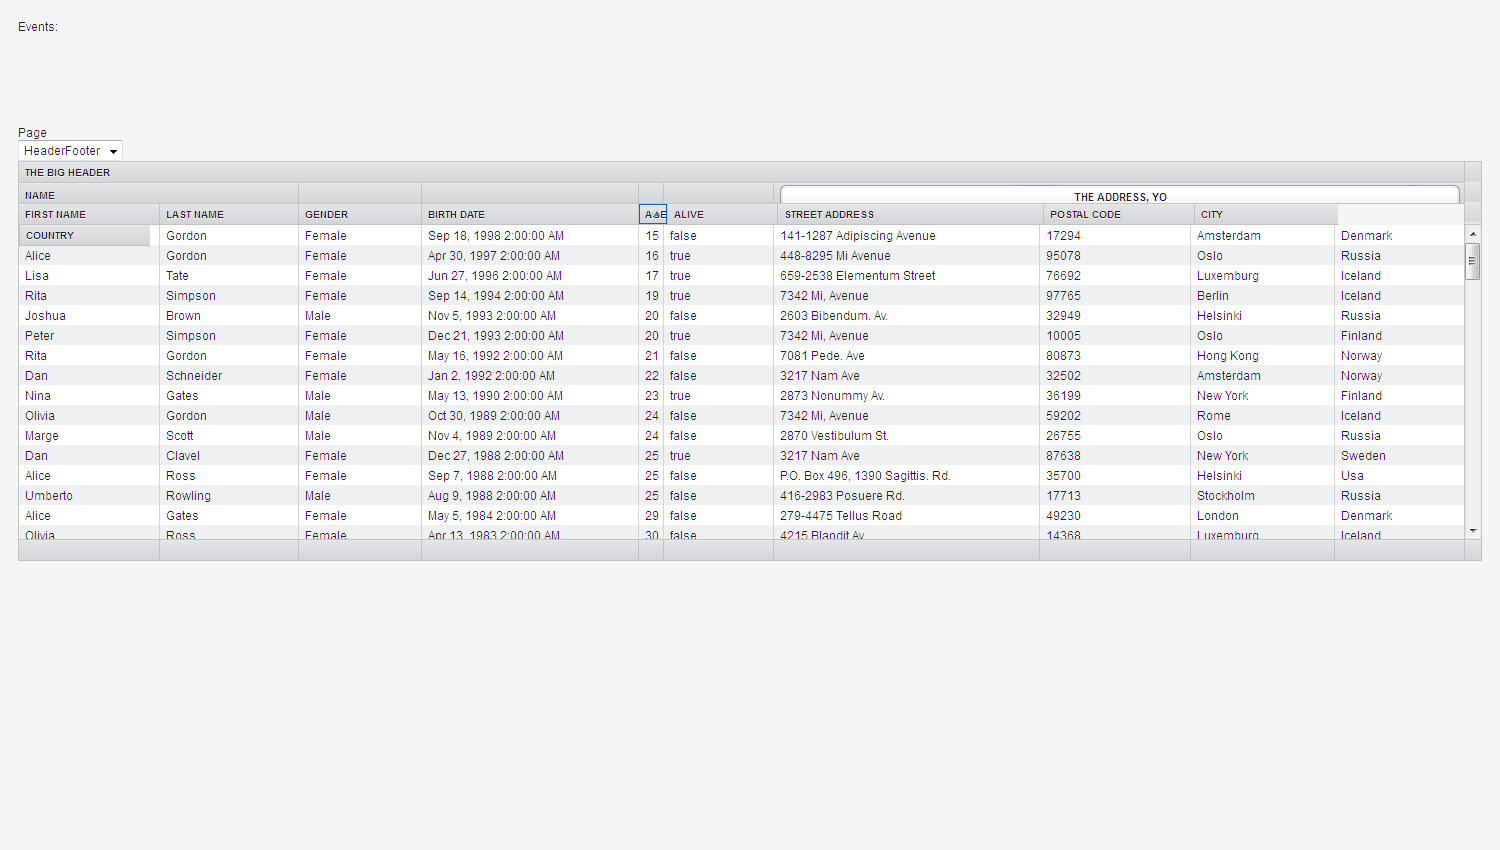 Events:
Page
HeaderFooter
THE BIG HEADER
NAME THE ADDRESS, YO
FIRST NAME LAST NAME GENDER BIRTH DATE AGE ALIVE STREET ADDRESS POSTAL CODE CITY
COUNTRY Gordon Female Sep 18, 1998 2:00:00 AM 15 false 141-1287 Adipiscing Avenue 17294 Amsterdam Denmark
Alice Gordon Female Apr 30, 1997 2:00:00 AM 16 true 448-8295 Mi Avenue 95078 Oslo Russia
Lisa Tate Female Jun 27, 1996 2:00:00 AM 17 true 659-2538 Elementum Street 76692 Luxemburg Iceland
Rita Simpson Female Sep 14, 1994 2:00:00 AM 19 true 7342 Mi, Avenue 97765 Berlin Iceland
Joshua Brown Male Nov 5, 1993 2:00:00 AM 20 false 2603 Bibendum. Av. 32949 Helsinki Russia
Peter Simpson Female Dec 21, 1993 2:00:00 AM 20 true 7342 Mi, Avenue 10005 Oslo Finland
Rita Gordon Female May 16, 1992 2:00:00 AM 21 false 7081 Pede. Ave 80873 Hong Kong Norway
Dan Schneider Female Jan 2, 1992 2:00:00 AM 22 false 3217 Nam Ave 32502 Amsterdam Norway
Nina Gates Male May 13, 1990 2:00:00 AM 23 true 2873 Nonummy Av. 36199 New York Finland
Olivia Gordon Male Oct 30, 1989 2:00:00 AM 24 false 7342 Mi, Avenue 59202 Rome Iceland
Marge Scott Male Nov 4, 1989 2:00:00 AM 24 false 2870 Vestibulum St. 26755 Oslo Russia
Dan Clavel Female Dec 27, 1988 2:00:00 AM 25 true 3217 Nam Ave 87638 New York Sweden
Alice Ross Female Sep 7, 1988 2:00:00 AM 25 false P.O. Box 496, 1390 Sagittis. Rd. 35700 Helsinki Usa
Umberto Rowling Male Aug 9, 1988 2:00:00 AM 25 false 416-2983 Posuere Rd. 17713 Stockholm Russia
Alice Gates Female May 5, 1984 2:00:00 AM 29 false 279-4475 Tellus Road 49230 London Denmark
Olivia Ross Female Apr 13, 1983 2:00:00 AM 30 false 4215 Blandit Av 14368 Luxemburg Iceland